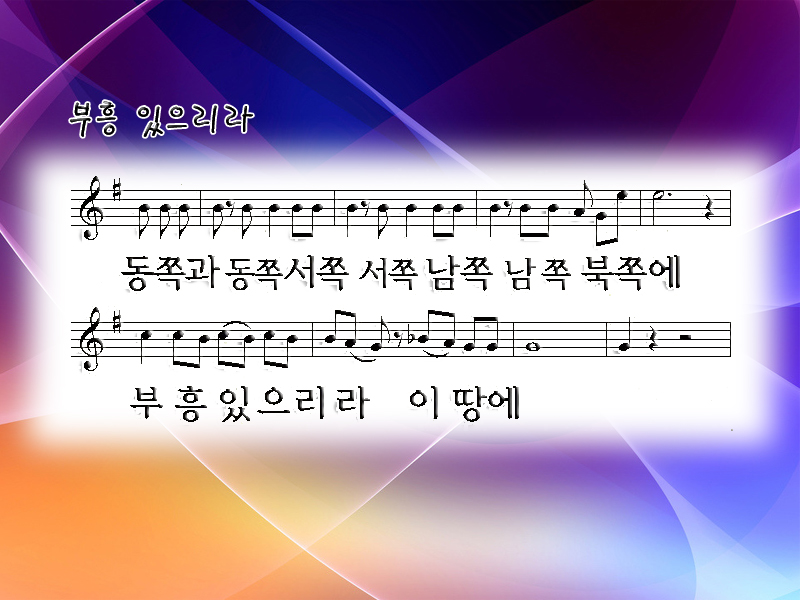 부흥 있으리라
동쪽과 동쪽서쪽 서쪽 남쪽 남쪽 북쪽에
부 흥 있 으 리 라 이 땅에